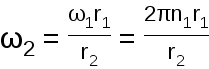 ω₂ = ω₁r₁/r₂ = 2πn₁r₁/r₂